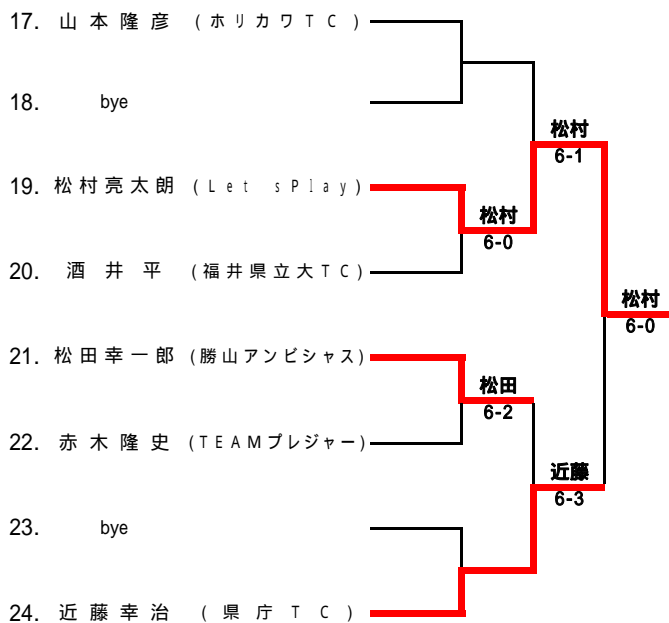 17. 山本隆彦 (ホリカワTC)
18. bye
松村
6-1
19. 松村亮太朗 (Let sPlay)
松村
6-0
20. 酒井平 (福井県立大TC)
松村
6-0
21. 松田幸一郎 (勝山アンビシャス)
松田
6-2
22. 赤木隆史 (TEAMプレジャー)
近藤
6-3
23. bye
24. 近藤幸治 (県庁TC)